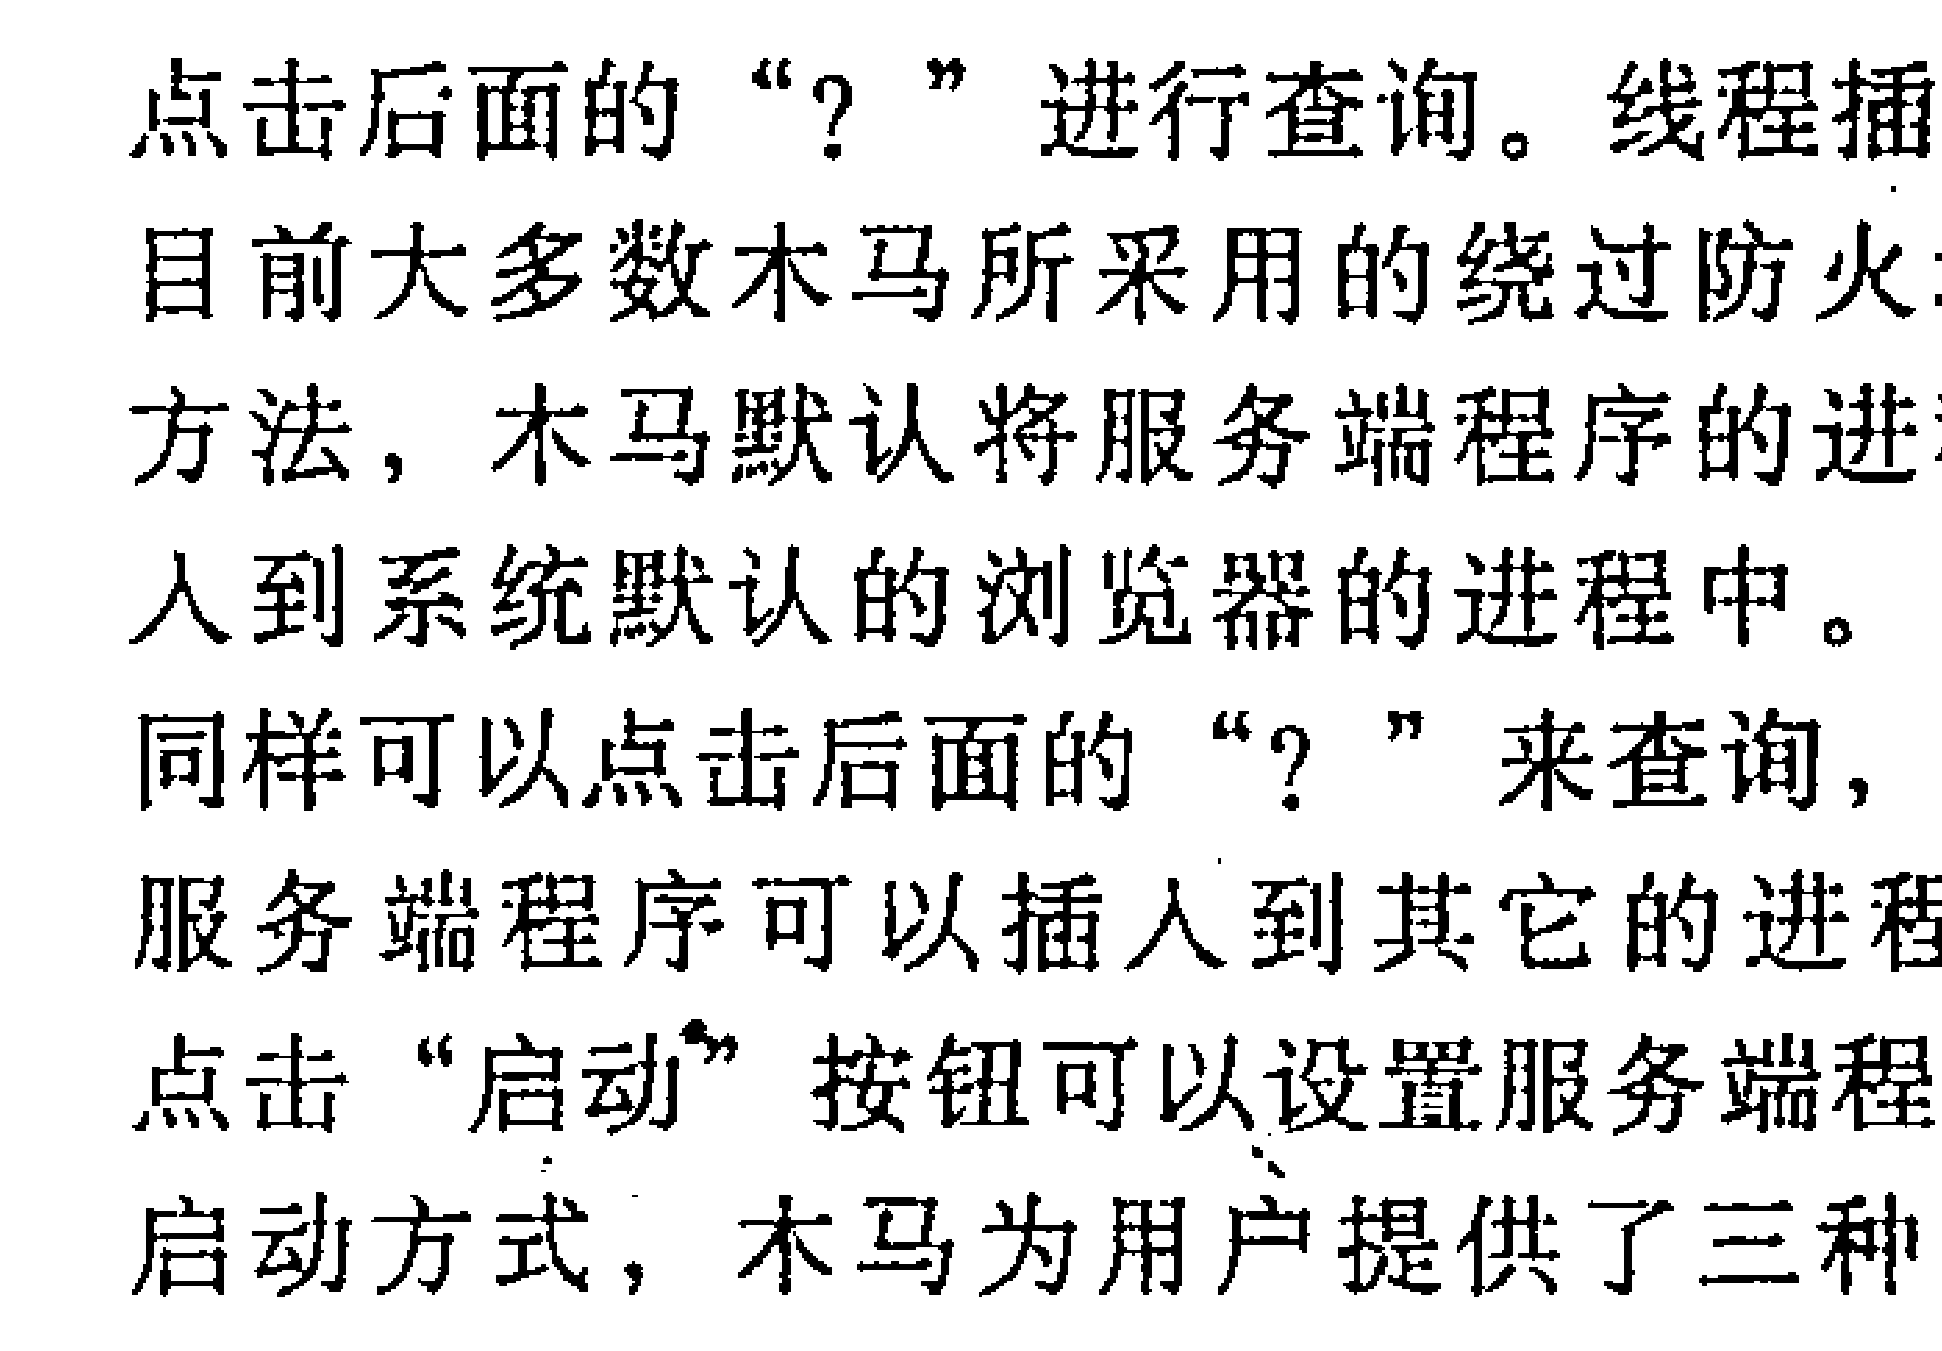 点击后面的“？”进行查询。线程插
目前大多数木马所采用的绕过防火
方法，木马默认将服务端程序的进
入到系统默认的浏览器的进程中。
同样可以点击后面的“？”来查询，
服务端程序可以插入到其它的进程
点击“启动”按钮可以设置服务端程
启动方式，木马为用户提供了三种